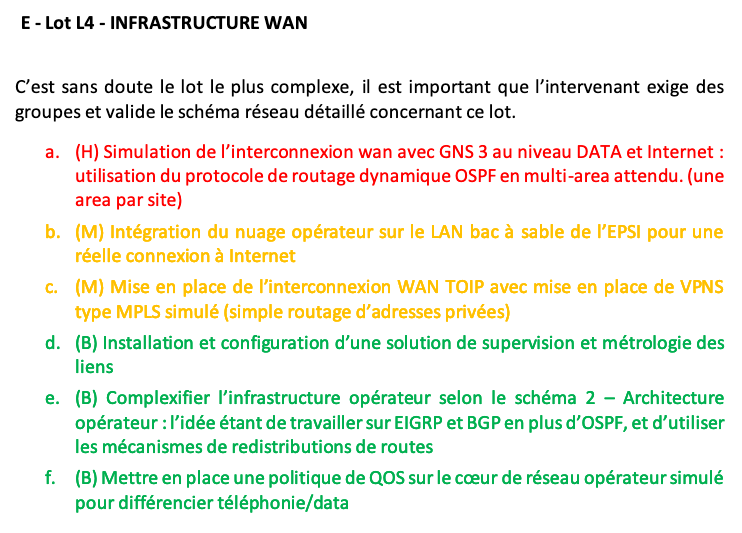 E - Lot L4 - INFRASTRUCTURE WAN
C’est sans doute le lot le plus complexe, il est important que l’intervenant exige des
groupes et valide le schéma réseau détaillé concernant ce lot.
a. (H) Simulation de l’interconnexion wan avec GNS 3 au niveau DATA et Internet :
utilisation du protocole de routage dynamique OSPF en multi-area attendu. (une
area par site)
b. (M) Intégration du nuage opérateur sur le LAN bac à sable de l’EPSI pour une
réelle connexion à Internet
c. (M) Mise en place de l’interconnexion WAN TOIP avec mise en place de VPNS
type MPLS simulé (simple routage d’adresses privées)
d. (B) Installation et configuration d’une solution de supervision et métrologie des
liens
e. (B) Complexifier l’infrastructure opérateur selon le schéma 2 – Architecture
opérateur : l’idée étant de travailler sur EIGRP et BGP en plus d’OSPF, et d’utiliser
les mécanismes de redistributions de routes
f. (B) Mettre en place une politique de QOS sur le cœur de réseau opérateur simulé
pour différencier téléphonie/data